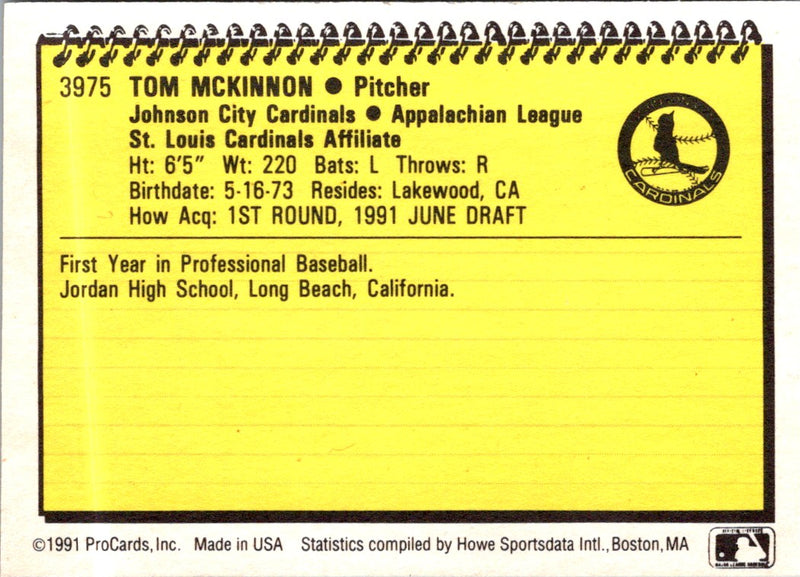 3975 TOM MCKINNON ● Pitcher
Johnson City Cardinals ● Appalachian League
St. Louis Cardinals Affiliate
Ht: 6'5" Wt: 220 Bats: L Throws: R
Birthdate: 5-16-73 Resides: Lakewood, CA
How Acq: 1ST ROUND, 1991 JUNE DRAFT
CARDINALS
First Year in Professional Baseball.
Jordan High School, Long Beach, California.
©1991 ProCards, Inc. Made in USA Statistics compiled by Howe Sportsdata Intl., Boston, MA